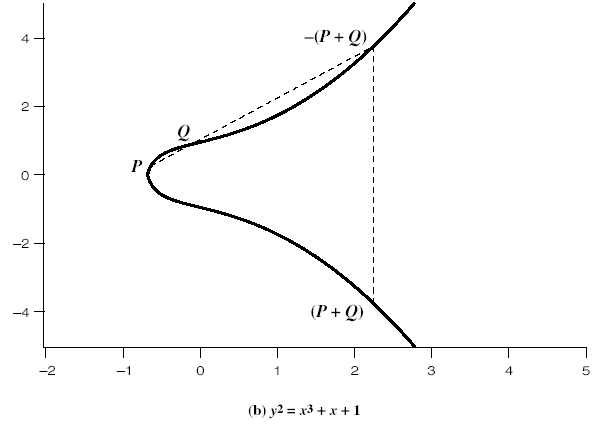 4
−(P + Q)
2
Q
P
0
−2
−4
(P + Q)
−2 −1 0 1 2 3 4 5
(b) y² = x³ + x + 1